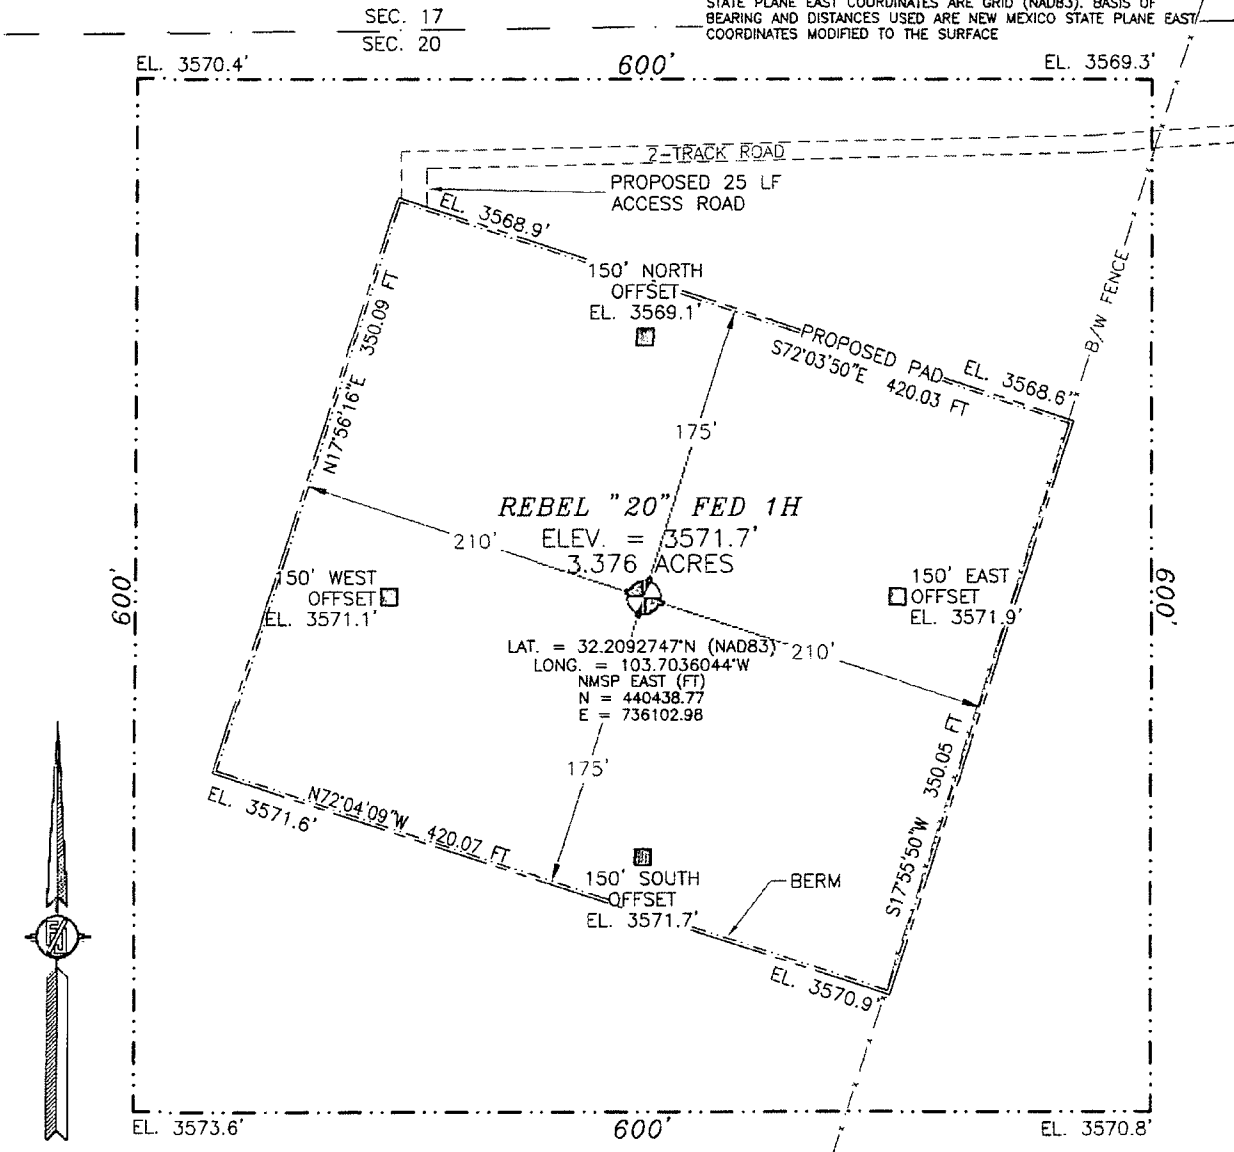 STATE PLANE EAST COORDINATES ARE GRID (NAD83). BASIS OF
BEARING AND DISTANCES USED ARE NEW MEXICO STATE PLANE EAST
COORDINATES MODIFIED TO THE SURFACE
SEC. 17
SEC. 20
EL. 3570.4'
600'
EL. 3569.3'
2-TRACK ROAD
PROPOSED 25 LF
ACCESS ROAD
EL. 3568.9'
150' NORTH
OFFSET
EL. 3569.1'
B/W FENCE
PROPOSED PAD
S72°03'50"E 420.03 FT
EL. 3568.6'
N17°56'16"E 350.09 FT
175'
REBEL "20" FED 1H
ELEV. = 3571.7'
3.376 ACRES
210'
600'
150' WEST
OFFSET
EL. 3571.1'
150' EAST
OFFSET
EL. 3571.9'
600'
LAT. = 32.2092747°N (NAD83)
LONG. = 103.7036044°W
NMSP EAST (FT)
N = 440438.77
E = 736102.98
210'
175'
S17°55'50"W 350.05 FT
EL. 3571.6'
N72°04'09"W 420.07 FT
150' SOUTH
OFFSET
EL. 3571.7'
BERM
EL. 3570.9'
EL. 3573.6'
600'
EL. 3570.8'